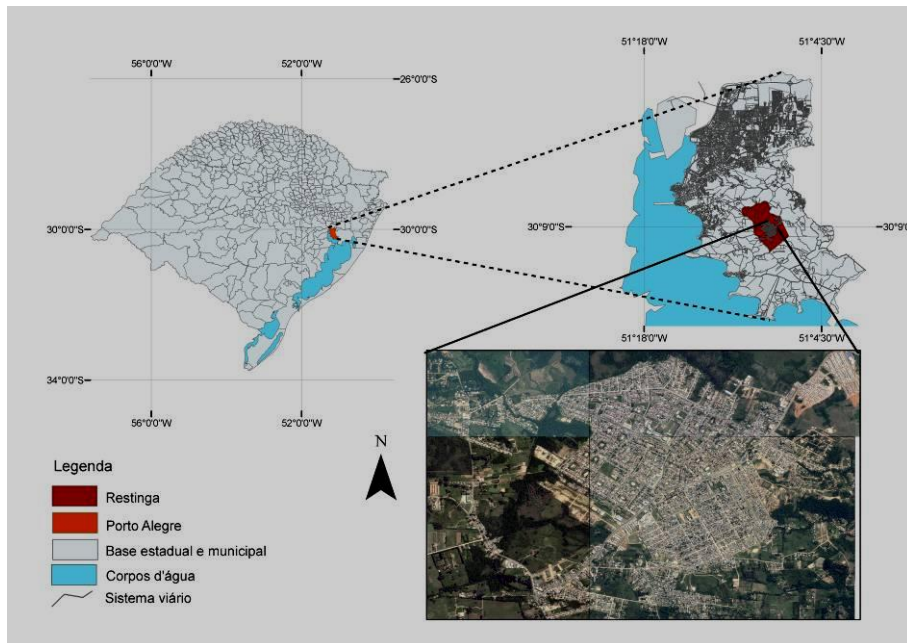 56°0'0"W
52°0'0"W
26°0'0"S
30°0'0"S
30°0'0"S
34°0'0"S
56°0'0"W
52°0'0"W
51°18'0"W
51°4'30"W
30°9'0"S
30°9'
51°18'0"W
51°4'30"W
N
Legenda
Restinga
Porto Alegre
Base estadual e municipal
Corpos d'água
Sistema viário